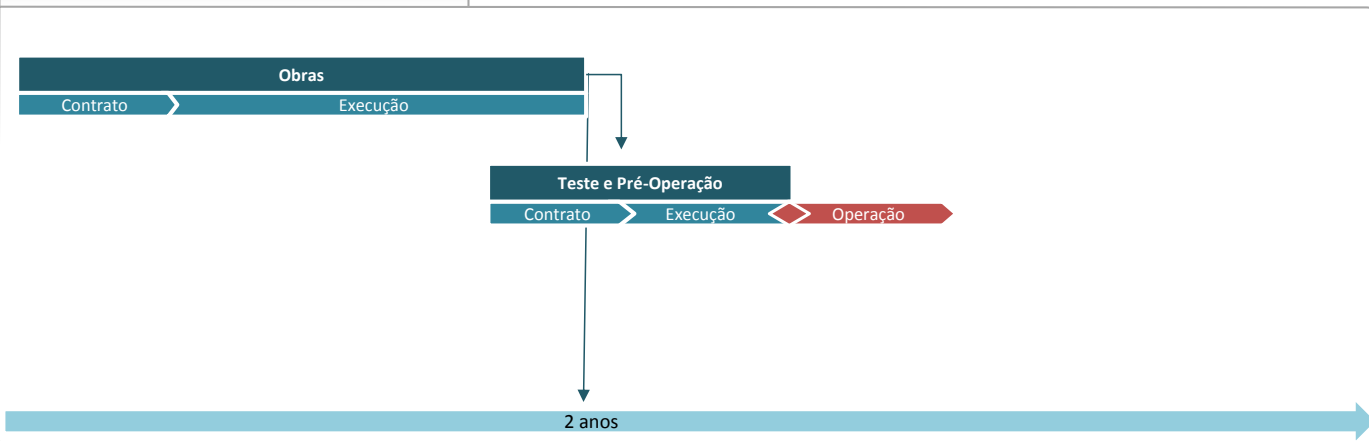 Obras
Contrato
Execução
Teste e Pré-Operação
Contrato
Execução
Operação
2 anos